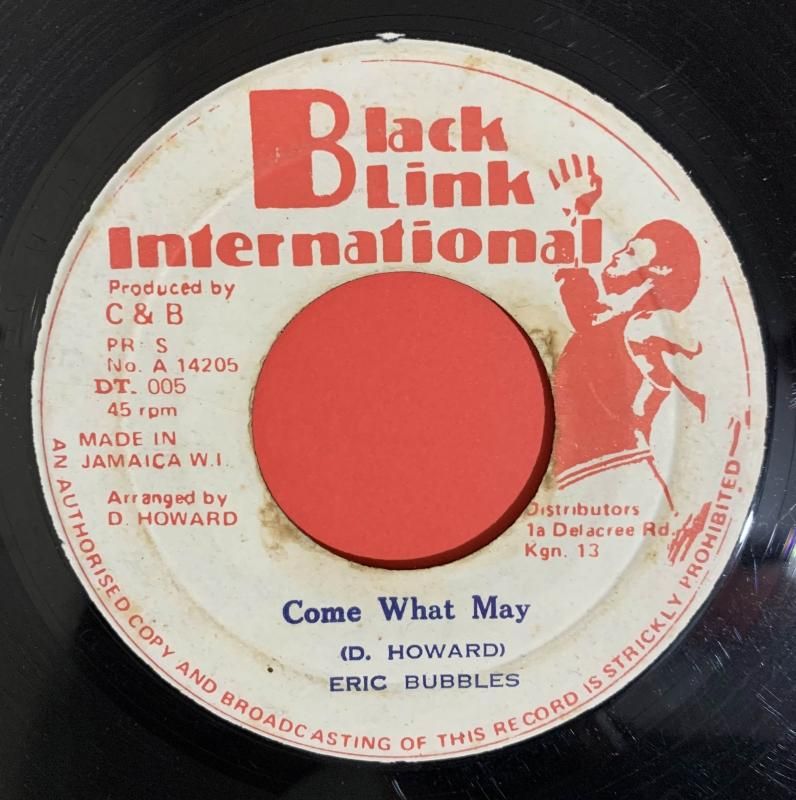 Black
Link
International
Produced by
C & B
PR: S
No. A 14205
DT. 005
45 rpm
MADE IN
JAMAICA W.I.
Arranged by
D. HOWARD
Distributors
1a Delacree Rd.
Kgn. 13
Come What May
(D. HOWARD)
ERIC BUBBLES
AN AUTHORISED COPY AND BROADCASTING OF THIS RECORD IS STRICKLY PROHIBITED